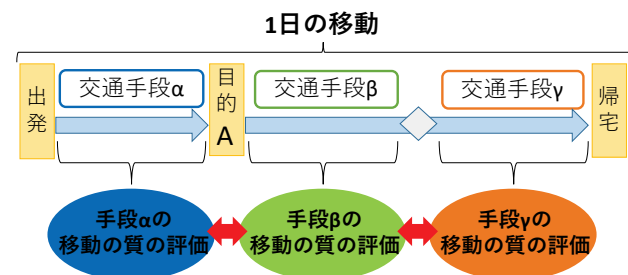 1日の移動
出発
交通手段α
目的A
交通手段β
交通手段γ
帰宅
手段αの
移動の質の評価
手段βの
移動の質の評価
手段γの
移動の質の評価